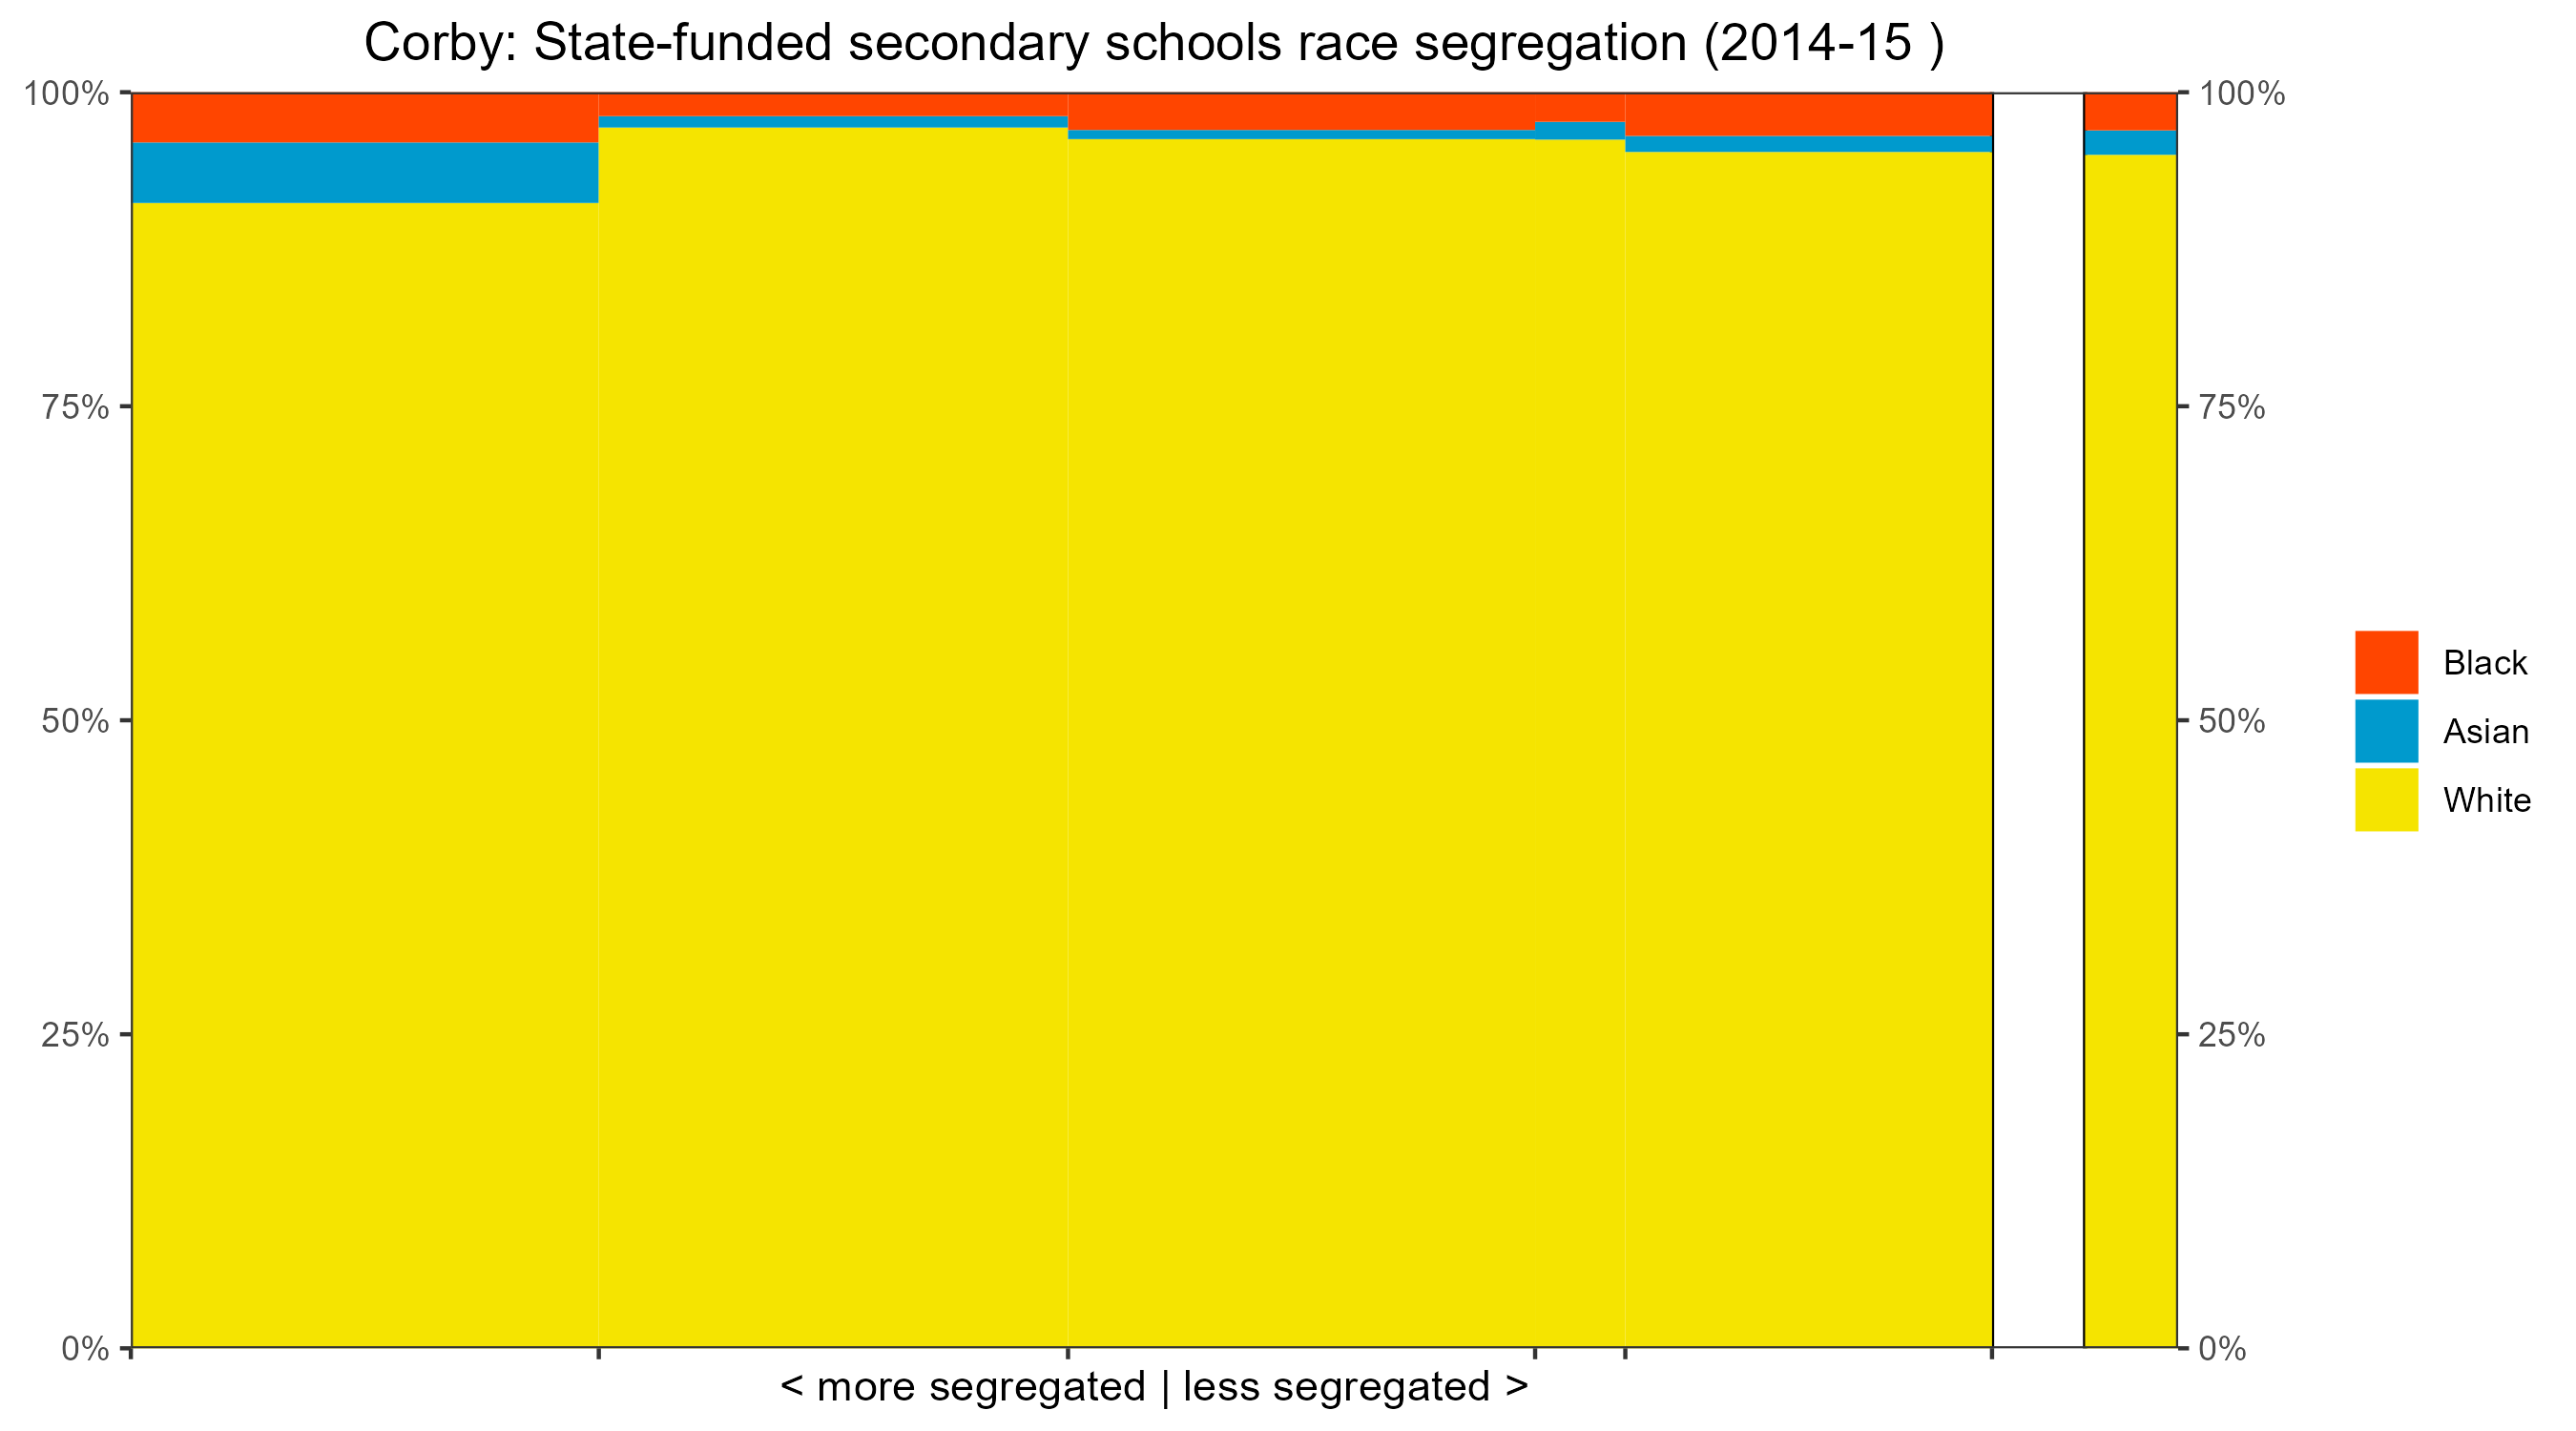 Corby: State-funded secondary schools race segregation (2014-15 )
100%
75%
50%
25%
0%
100%
75%
50%
25%
0%
Black
Asian
White
< more segregated | less segregated >